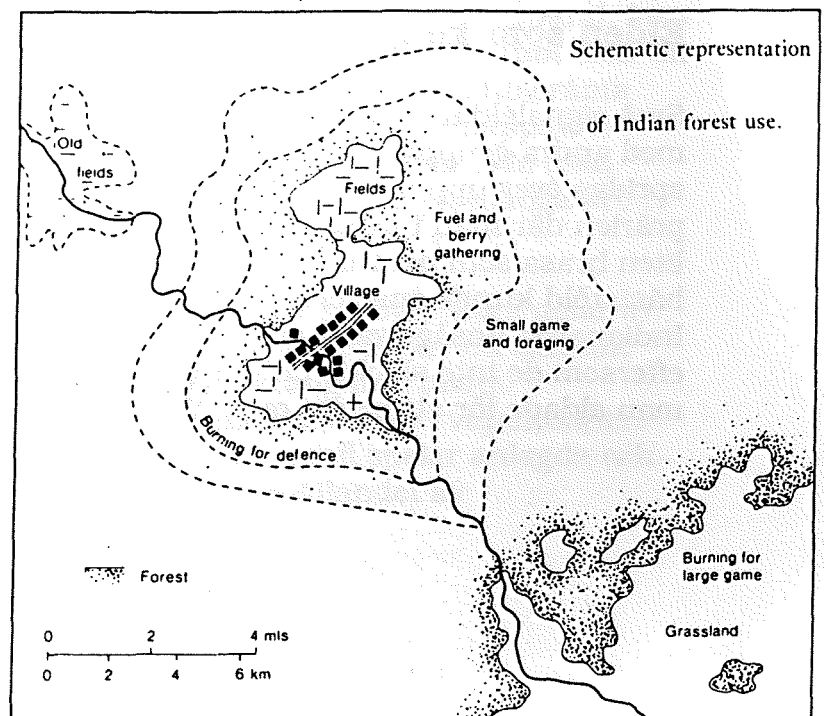 Schematic representation
of Indian forest use.
Old
fields
Fields
Fuel and
berry
gathering
Village
Small game
and foraging
Burning for defence
Burning for
large game
Forest
Grassland
0 2 4 mls
0 2 4 6 km